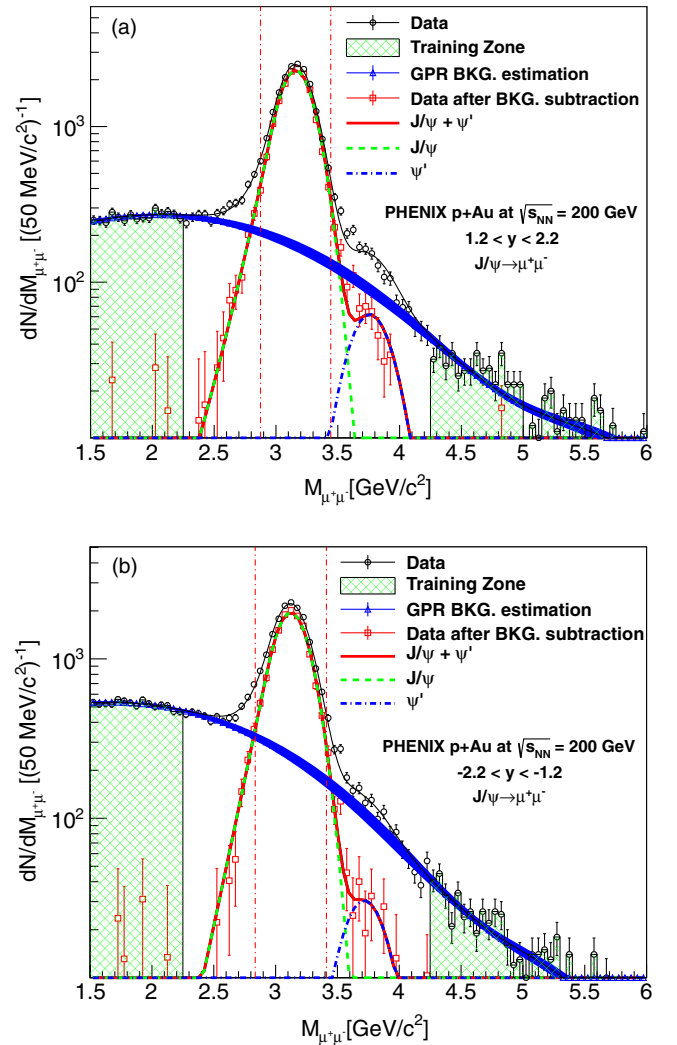 (a)
Data
Training Zone
GPR BKG. estimation
Data after BKG. subtraction
J/ψ + ψ'
J/ψ
ψ'
PHENIX p+Au at √s_NN = 200 GeV
1.2 < y < 2.2
J/ψ→μ⁺μ⁻
dN/dM_μ⁺μ⁻ [(50 MeV/c²)⁻¹]
10³
10²
1.5 2 2.5 3 3.5 4 4.5 5 5.5 6
M_μ⁺μ⁻[GeV/c²]
(b)
Data
Training Zone
GPR BKG. estimation
Data after BKG. subtraction
J/ψ + ψ'
J/ψ
ψ'
PHENIX p+Au at √s_NN = 200 GeV
-2.2 < y < -1.2
J/ψ→μ⁺μ⁻
dN/dM_μ⁺μ⁻ [(50 MeV/c²)⁻¹]
10³
10²
1.5 2 2.5 3 3.5 4 4.5 5 5.5 6
M_μ⁺μ⁻[GeV/c²]